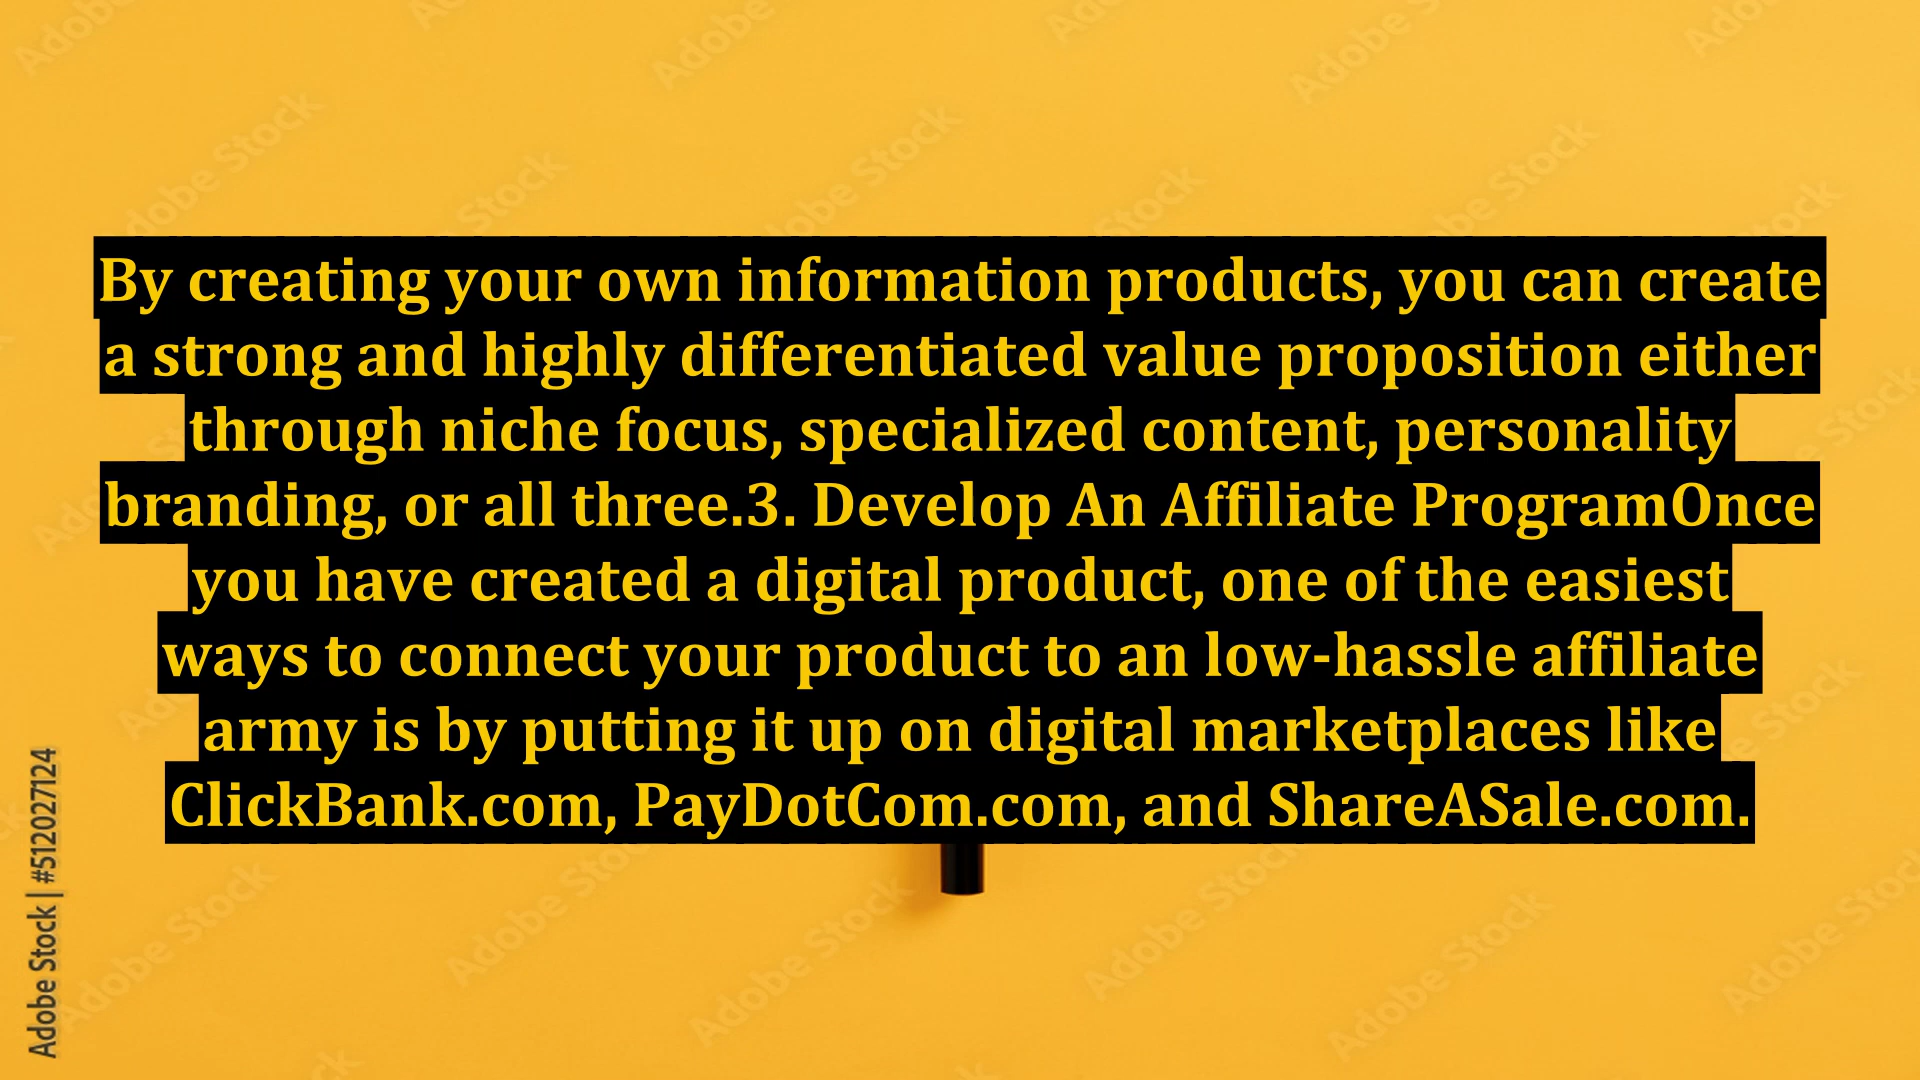 By creating your own information products, you can create
a strong and highly differentiated value proposition either
through niche focus, specialized content, personality
branding, or all three.3. Develop An Affiliate ProgramOnce
you have created a digital product, one of the easiest
ways to connect your product to an low-hassle affiliate
army is by putting it up on digital marketplaces like
ClickBank.com, PayDotCom.com, and ShareASale.com.
Adobe Stock | #512027124
Adobe Stock